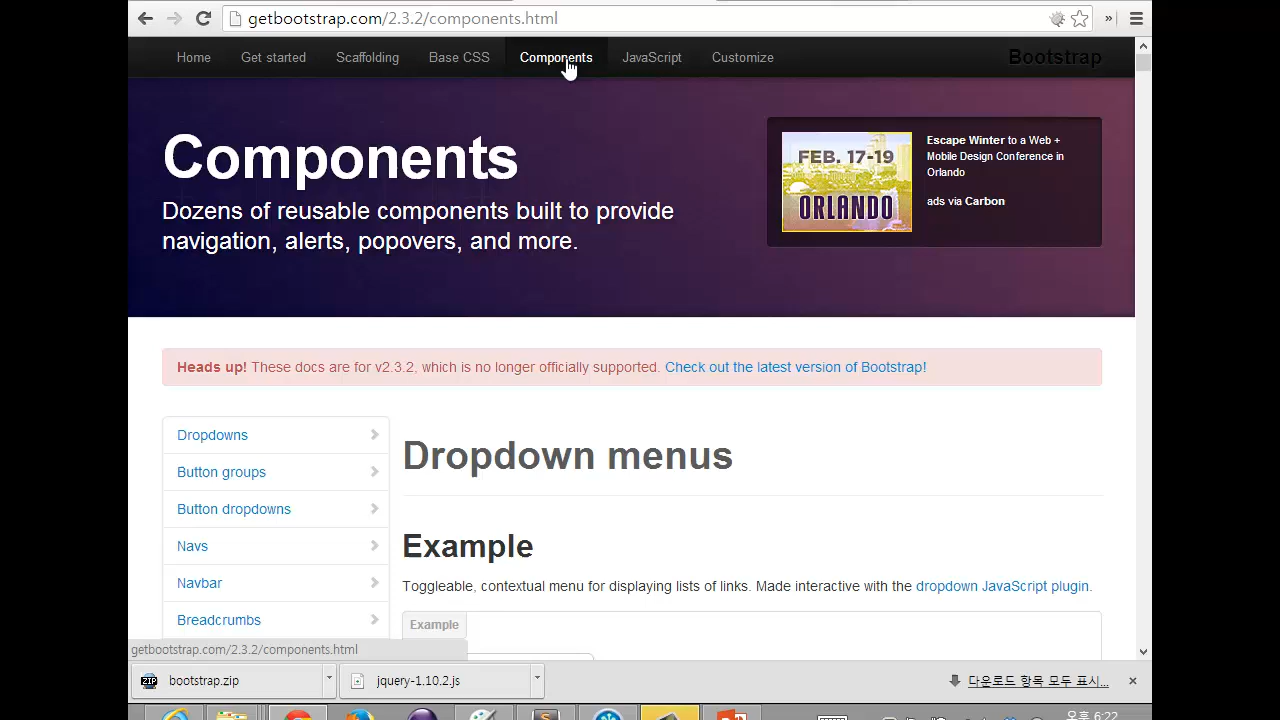 getbootstrap.com/2.3.2/components.html
»
Home Get started Scaffolding Base CSS Components JavaScript Customize Bootstrap
Components
Dozens of reusable components built to provide
navigation, alerts, popovers, and more.
FEB. 17-19
ORLANDO
Escape Winter to a Web +
Mobile Design Conference in
Orlando
ads via Carbon
Heads up! These docs are for v2.3.2, which is no longer officially supported. Check out the latest version of Bootstrap!
Dropdowns
Button groups
Button dropdowns
Navs
Navbar
Breadcrumbs
Dropdown menus
Example
Toggleable, contextual menu for displaying lists of links. Made interactive with the dropdown JavaScript plugin.
Example
getbootstrap.com/2.3.2/components.html
ZIP bootstrap.zip jquery-1.10.2.js 다운로드 항목 모두 표시...
오후 6:22